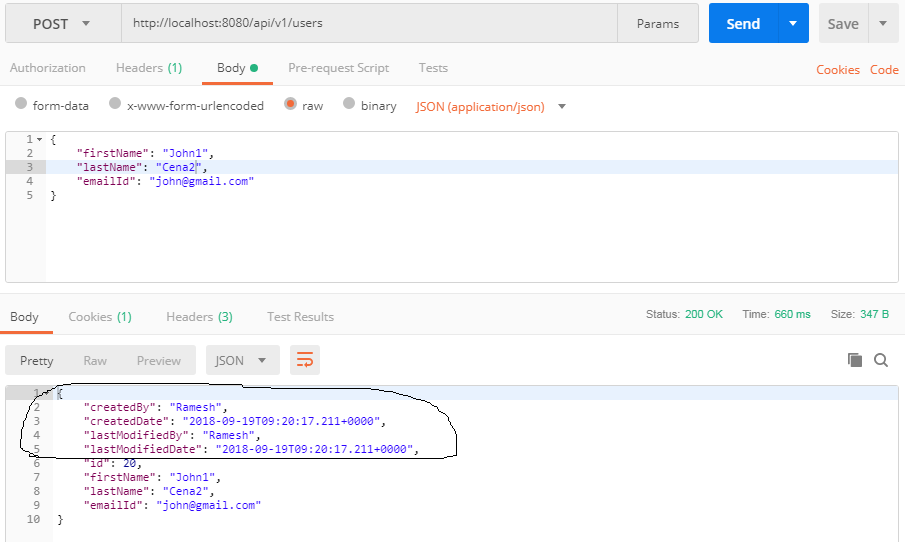 POST http://localhost:8080/api/v1/users Params Send Save
Authorization Headers (1) Body Pre-request Script Tests Cookies Code
form-data x-www-form-urlencoded raw binary JSON (application/json)
1 {
2 "firstName": "John1",
3 "lastName": "Cena2",
4 "emailId": "john@gmail.com"
5 }
Body Cookies (1) Headers (3) Test Results Status: 200 OK Time: 660 ms Size: 347 B
Pretty Raw Preview JSON
1 {
2 "createdBy": "Ramesh",
3 "createdDate": "2018-09-19T09:20:17.211+0000",
4 "lastModifiedBy": "Ramesh",
5 "lastModifiedDate": "2018-09-19T09:20:17.211+0000",
6 "id": 20,
7 "firstName": "John1",
8 "lastName": "Cena2",
9 "emailId": "john@gmail.com"
10 }